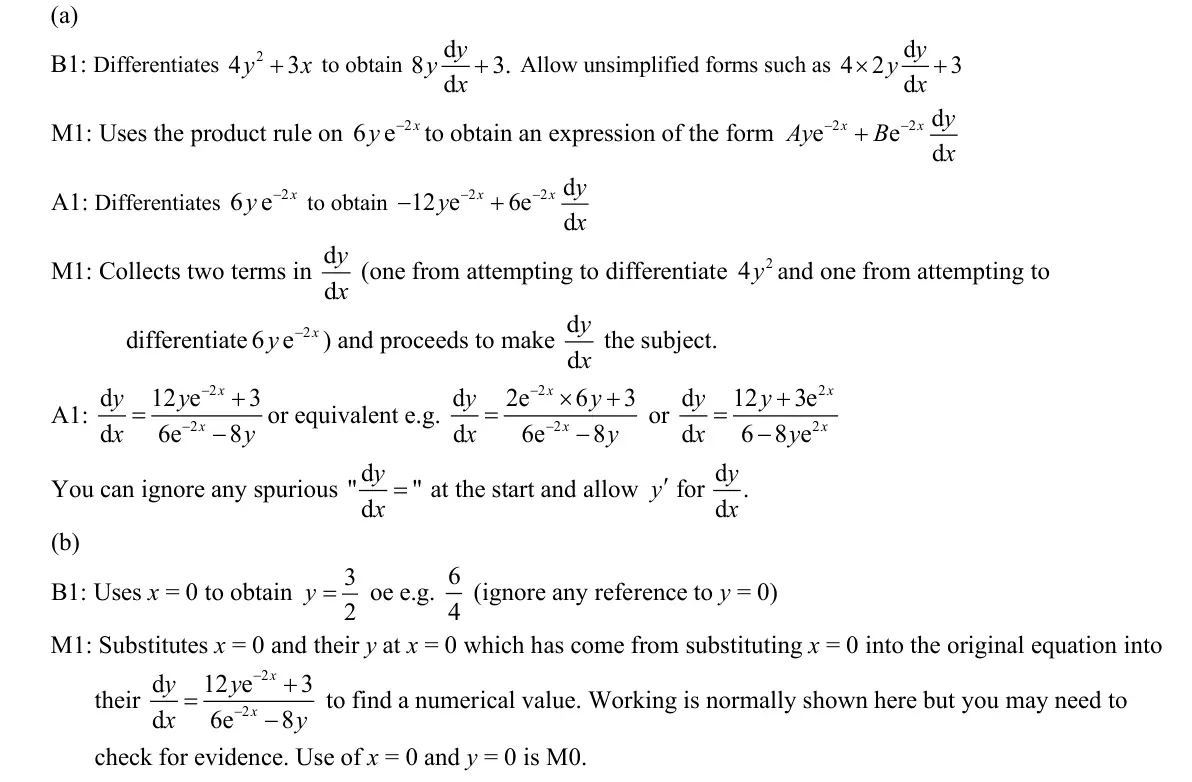 (a)
B1: Differentiates 4y² + 3x to obtain 8y dy/dx + 3. Allow unsimplified forms such as 4 × 2y dy/dx + 3
M1: Uses the product rule on 6ye⁻²ˣ to obtain an expression of the form Aye⁻²ˣ + Be⁻²ˣ dy/dx
A1: Differentiates 6ye⁻²ˣ to obtain −12ye⁻²ˣ + 6e⁻²ˣ dy/dx
M1: Collects two terms in dy/dx (one from attempting to differentiate 4y² and one from attempting to
differentiate 6ye⁻²ˣ) and proceeds to make dy/dx the subject.
A1: dy/dx = (12ye⁻²ˣ + 3)/(6e⁻²ˣ − 8y) or equivalent e.g. dy/dx = (2e⁻²ˣ × 6y + 3)/(6e⁻²ˣ − 8y) or dy/dx = (12y + 3e²ˣ)/(6 − 8ye²ˣ)
You can ignore any spurious "dy/dx =" at the start and allow y′ for dy/dx.
(b)
B1: Uses x = 0 to obtain y = 3/2 oe e.g. 6/4 (ignore any reference to y = 0)
M1: Substitutes x = 0 and their y at x = 0 which has come from substituting x = 0 into the original equation into
their dy/dx = (12ye⁻²ˣ + 3)/(6e⁻²ˣ − 8y) to find a numerical value. Working is normally shown here but you may need to
check for evidence. Use of x = 0 and y = 0 is M0.